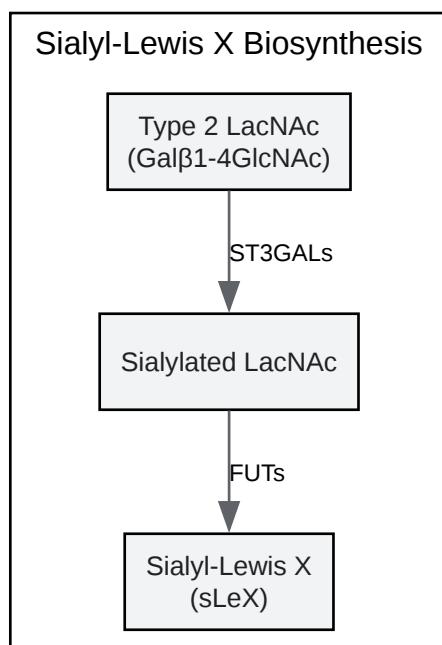 Sialyl-Lewis X Biosynthesis
Type 2 LacNAc
(Galβ1-4GlcNAc)
ST3GALs
Sialylated LacNAc
FUTs
Sialyl-Lewis X
(sLeX)